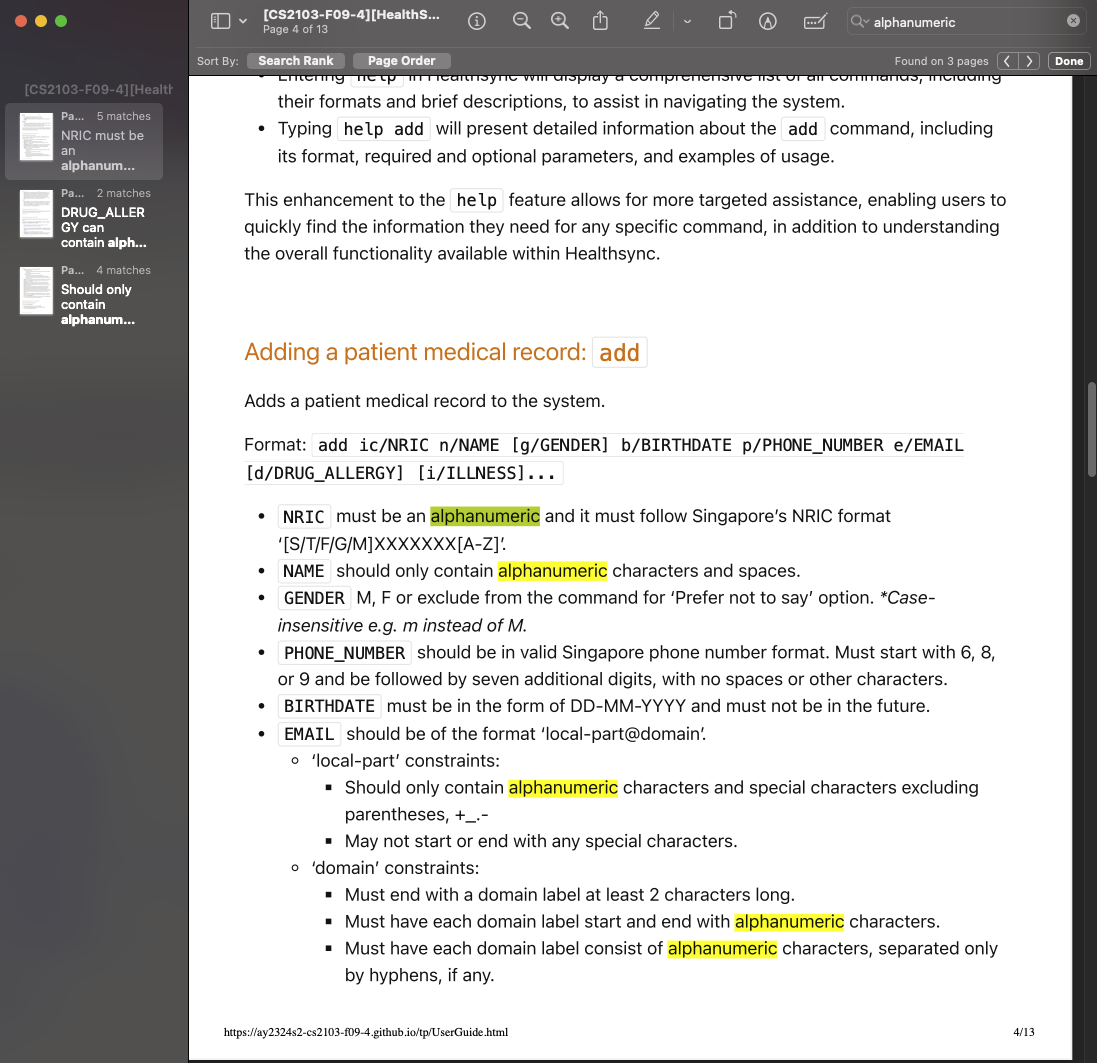 [CS2103-F09-4][HealthS...
Page 4 of 13
alphanumeric
Sort By:
Search Rank
Page Order
Found on 3 pages
Done
[CS2103-F09-4][Health
Pa... 5 matches
NRIC must be
an
alphanum...
Pa... 2 matches
DRUG_ALLER
GY can
contain alph...
Pa... 4 matches
Should only
contain
alphanum...
• Entering help in Healthsync will display a comprehensive list of all commands, including
their formats and brief descriptions, to assist in navigating the system.
• Typing help add will present detailed information about the add command, including
its format, required and optional parameters, and examples of usage.
This enhancement to the help feature allows for more targeted assistance, enabling users to
quickly find the information they need for any specific command, in addition to understanding
the overall functionality available within Healthsync.
Adding a patient medical record: add
Adds a patient medical record to the system.
Format: add ic/NRIC n/NAME [g/GENDER] b/BIRTHDATE p/PHONE_NUMBER e/EMAIL
[d/DRUG_ALLERGY] [i/ILLNESS]...
• NRIC must be an alphanumeric and it must follow Singapore’s NRIC format
‘[S/T/F/G/M]XXXXXXX[A-Z]’.
• NAME should only contain alphanumeric characters and spaces.
• GENDER M, F or exclude from the command for ‘Prefer not to say’ option. *Case-
insensitive e.g. m instead of M.
• PHONE_NUMBER should be in valid Singapore phone number format. Must start with 6, 8,
or 9 and be followed by seven additional digits, with no spaces or other characters.
• BIRTHDATE must be in the form of DD-MM-YYYY and must not be in the future.
• EMAIL should be of the format ‘local-part@domain’.
◦ ‘local-part’ constraints:
▪ Should only contain alphanumeric characters and special characters excluding
parentheses, +_.-
▪ May not start or end with any special characters.
◦ ‘domain’ constraints:
▪ Must end with a domain label at least 2 characters long.
▪ Must have each domain label start and end with alphanumeric characters.
▪ Must have each domain label consist of alphanumeric characters, separated only
by hyphens, if any.
https://ay2324s2-cs2103-f09-4.github.io/tp/UserGuide.html
4/13